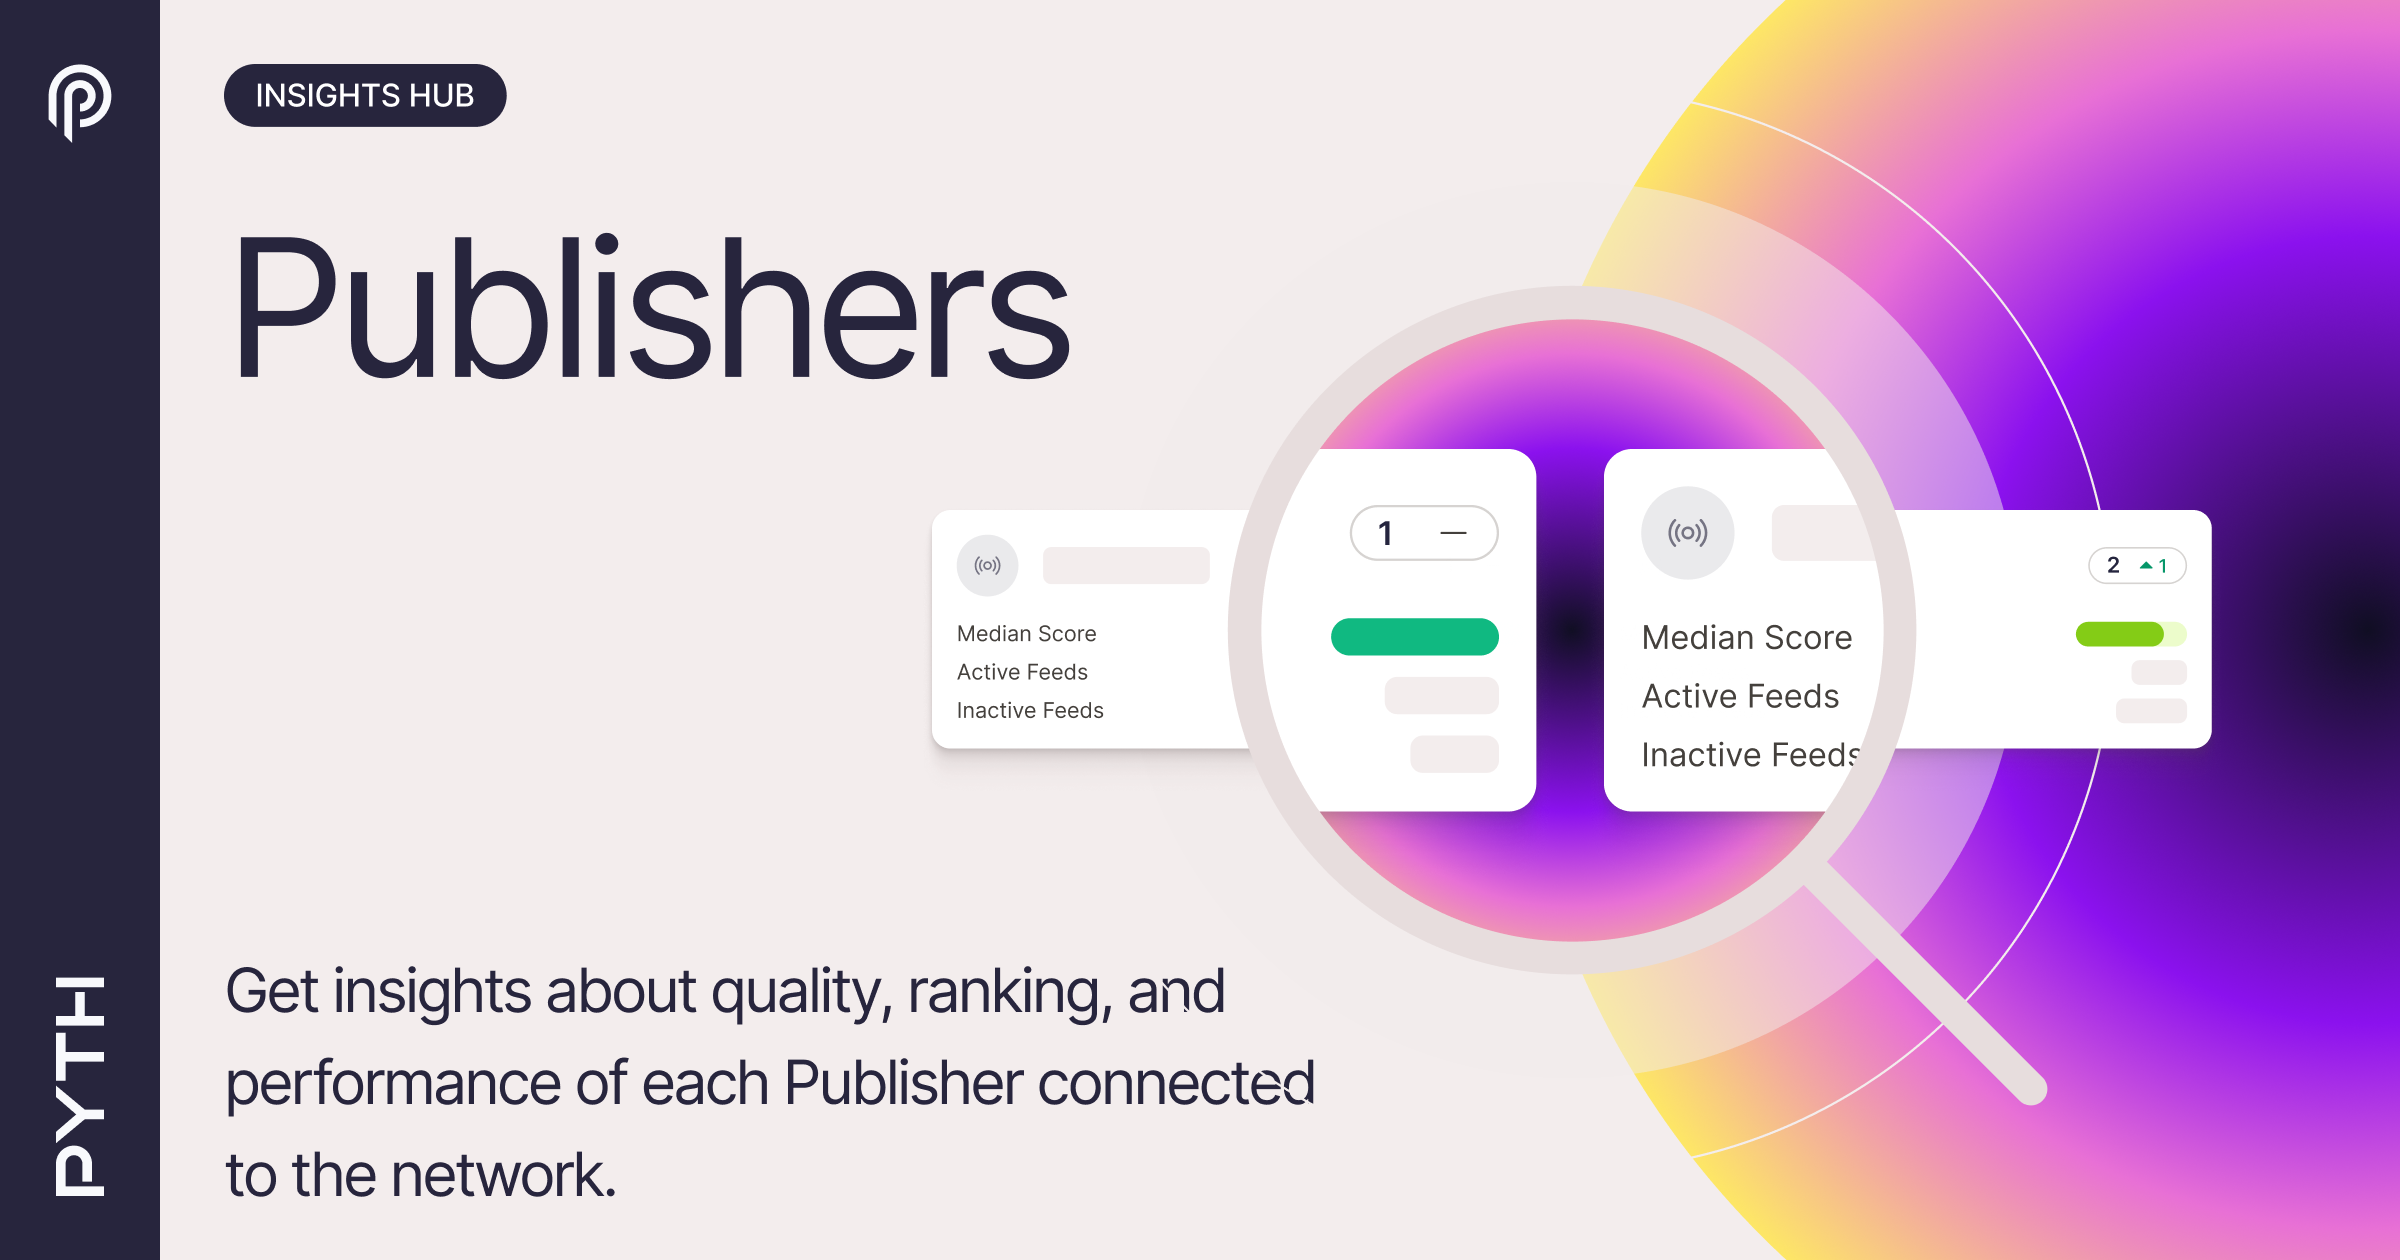 INSIGHTS HUB
Publishers
1 —
2 ▲ 1
Median Score
Active Feeds
Inactive Feeds
Median Score
Active Feeds
Inactive Feeds
Get insights about quality, ranking, and
performance of each Publisher connected
to the network.
PYTH